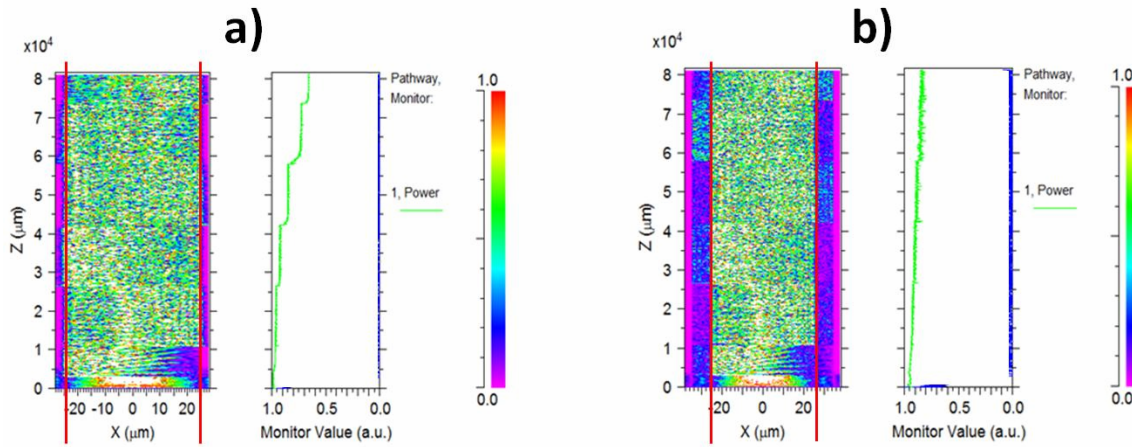 a)
x10⁴
8
7
6
5
4
3
2
1
0
Z (μm)
-20 -10 0 10 20
X (μm)
1.0 0.5 0.0
Monitor Value (a.u.)
Pathway,
Monitor:
1, Power
1.0
0.0
b)
x10⁴
8
7
6
5
4
3
2
1
0
Z (μm)
-20 0 20
X (μm)
1.0 0.5 0.0
Monitor Value (a.u.)
Pathway,
Monitor:
1, Power
1.0
0.0